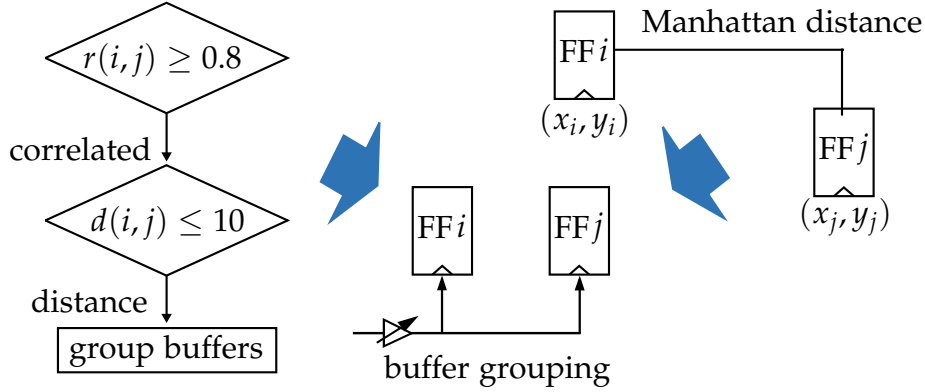 r(i, j) ≥ 0.8
correlated
d(i, j) ≤ 10
distance
group buffers
Manhattan distance
FF i
(x_i, y_i)
FF j
(x_j, y_j)
FF i
FF j
buffer grouping